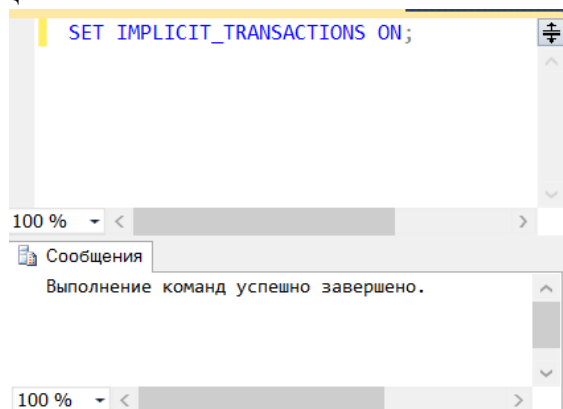 SET IMPLICIT_TRANSACTIONS ON;
100 %
Сообщения
Выполнение команд успешно завершено.
100 %